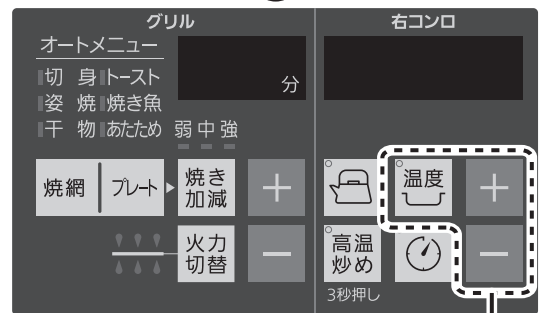 グリル
オートメニュー
切 身 トースト
姿 焼 焼き魚
干 物 あたため
分
弱 中 強
焼網 プレート
焼き
加減
＋
火力
切替
－
右コンロ
温度
＋
高温
炒め
－
3秒押し